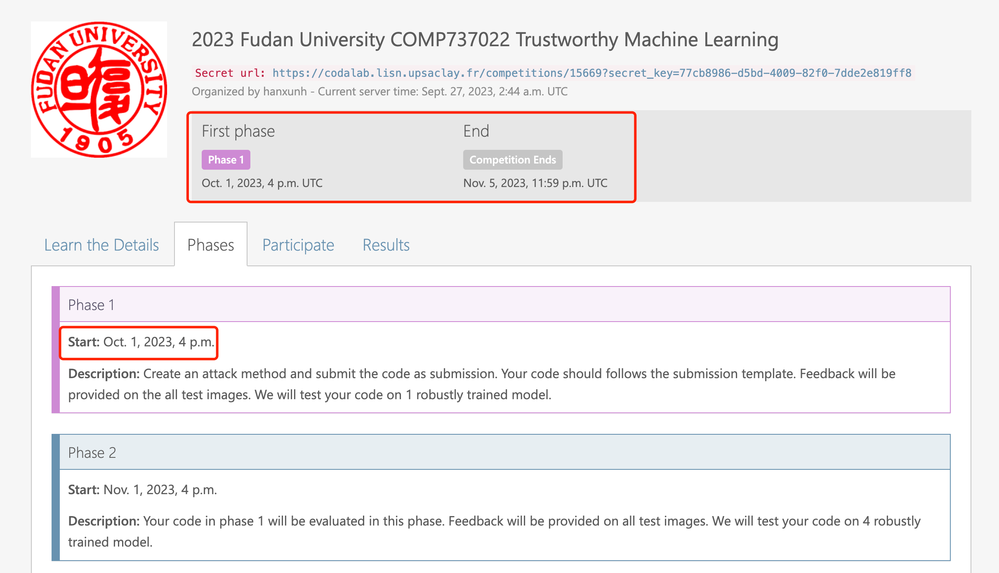 FUDAN UNIVERSITY
1905
2023 Fudan University COMP737022 Trustworthy Machine Learning
Secret url: https://codalab.lisn.upsaclay.fr/competitions/15669?secret_key=77cb8986-d5bd-4009-82f0-7dde2e819ff8
Organized by hanxunh - Current server time: Sept. 27, 2023, 2:44 a.m. UTC
First phase
End
Phase 1
Competition Ends
Oct. 1, 2023, 4 p.m. UTC
Nov. 5, 2023, 11:59 p.m. UTC
Learn the Details
Phases
Participate
Results
Phase 1
Start: Oct. 1, 2023, 4 p.m.
Description: Create an attack method and submit the code as submission. Your code should follows the submission template. Feedback will be
provided on the all test images. We will test your code on 1 robustly trained model.
Phase 2
Start: Nov. 1, 2023, 4 p.m.
Description: Your code in phase 1 will be evaluated in this phase. Feedback will be provided on all test images. We will test your code on 4 robustly
trained model.